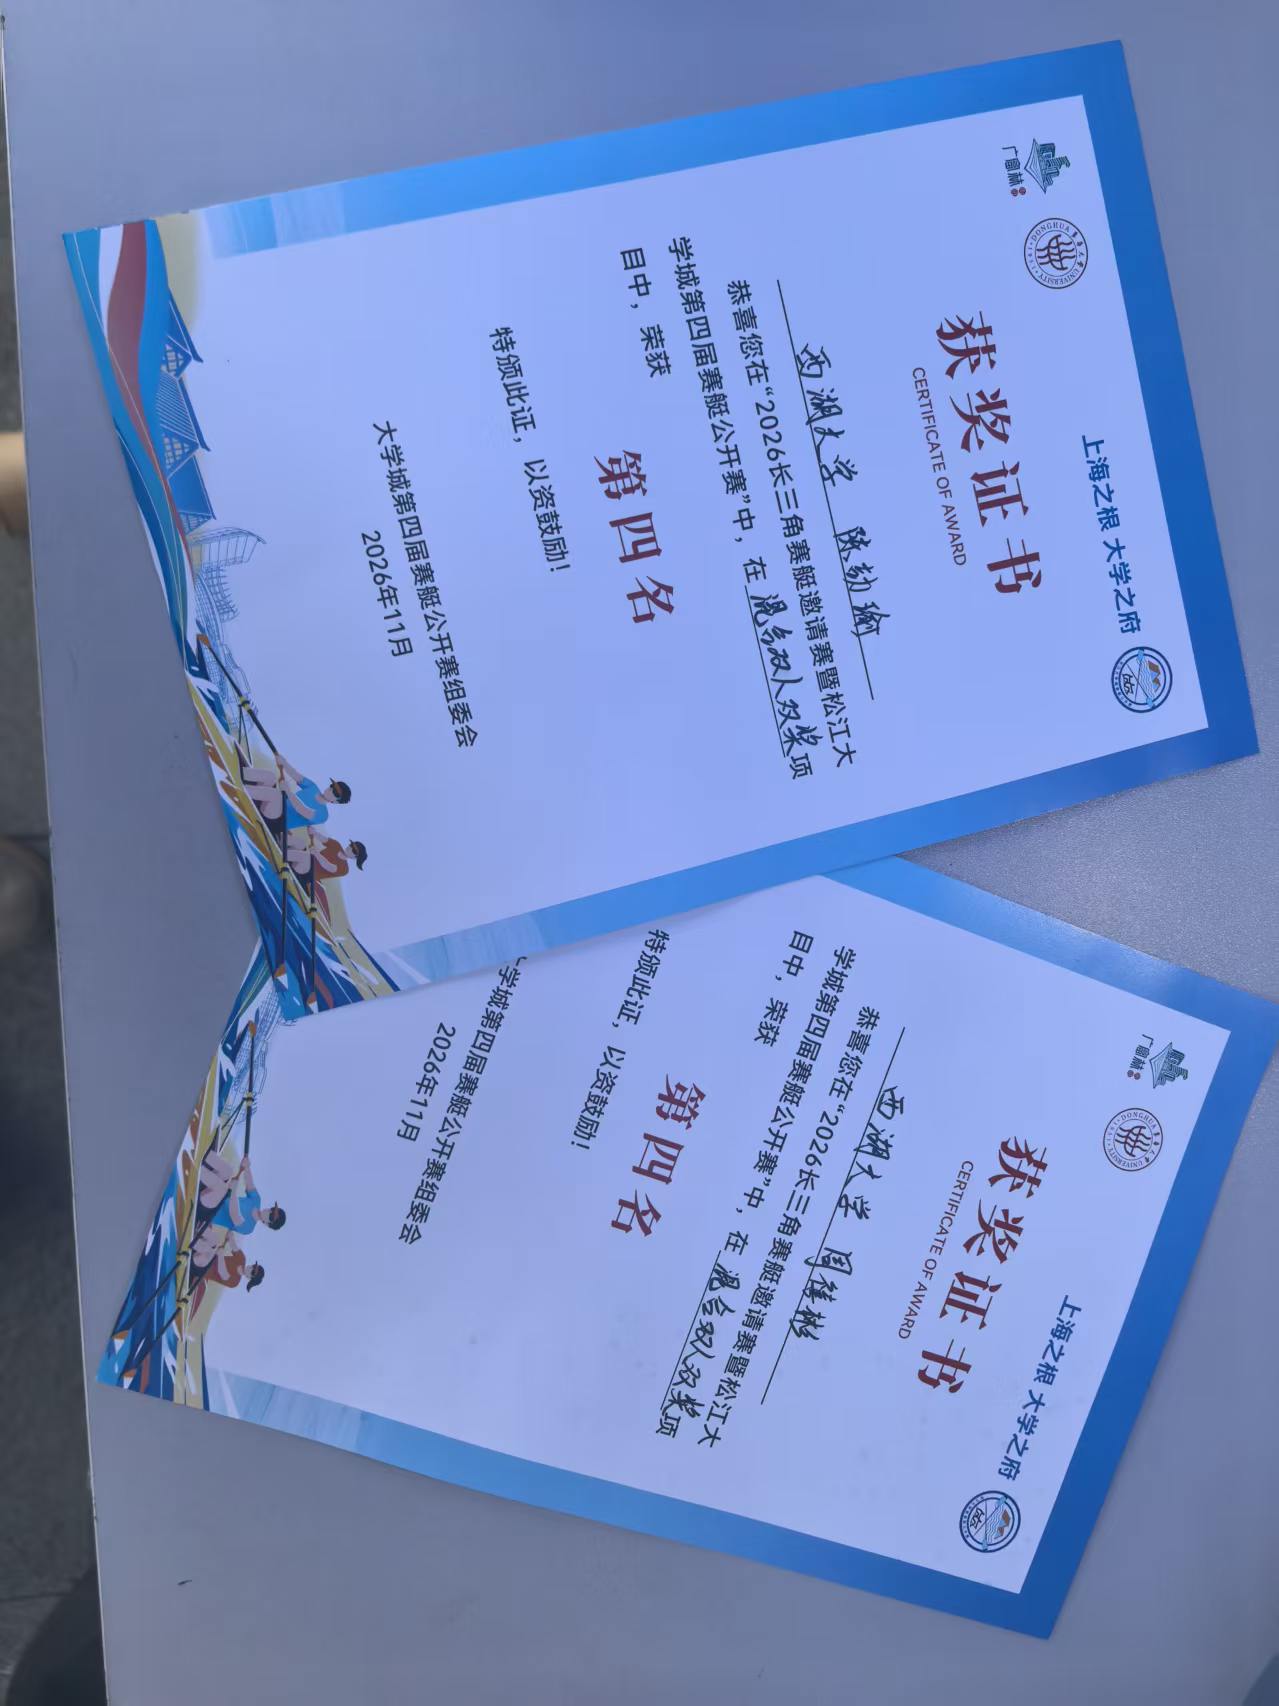 广富林
DONGHUA UNIVERSITY
上海之根 大学之府
获奖证书
CERTIFICATE OF AWARD
西湖大学 陈劼瑜
恭喜您在“2026长三角赛艇邀请赛暨松江大
学城第四届赛艇公开赛”中，在 混合双人双桨项
目中，荣获
第四名
特颁此证，以资鼓励！
大学城第四届赛艇公开赛组委会
2026年11月
广富林
DONGHUA UNIVERSITY
上海之根 大学之府
获奖证书
CERTIFICATE OF AWARD
西湖大学 周禧彬
恭喜您在“2026长三角赛艇邀请赛暨松江大
学城第四届赛艇公开赛”中，在 混合双人双桨项
目中，荣获
第四名
特颁此证，以资鼓励！
大学城第四届赛艇公开赛组委会
2026年11月